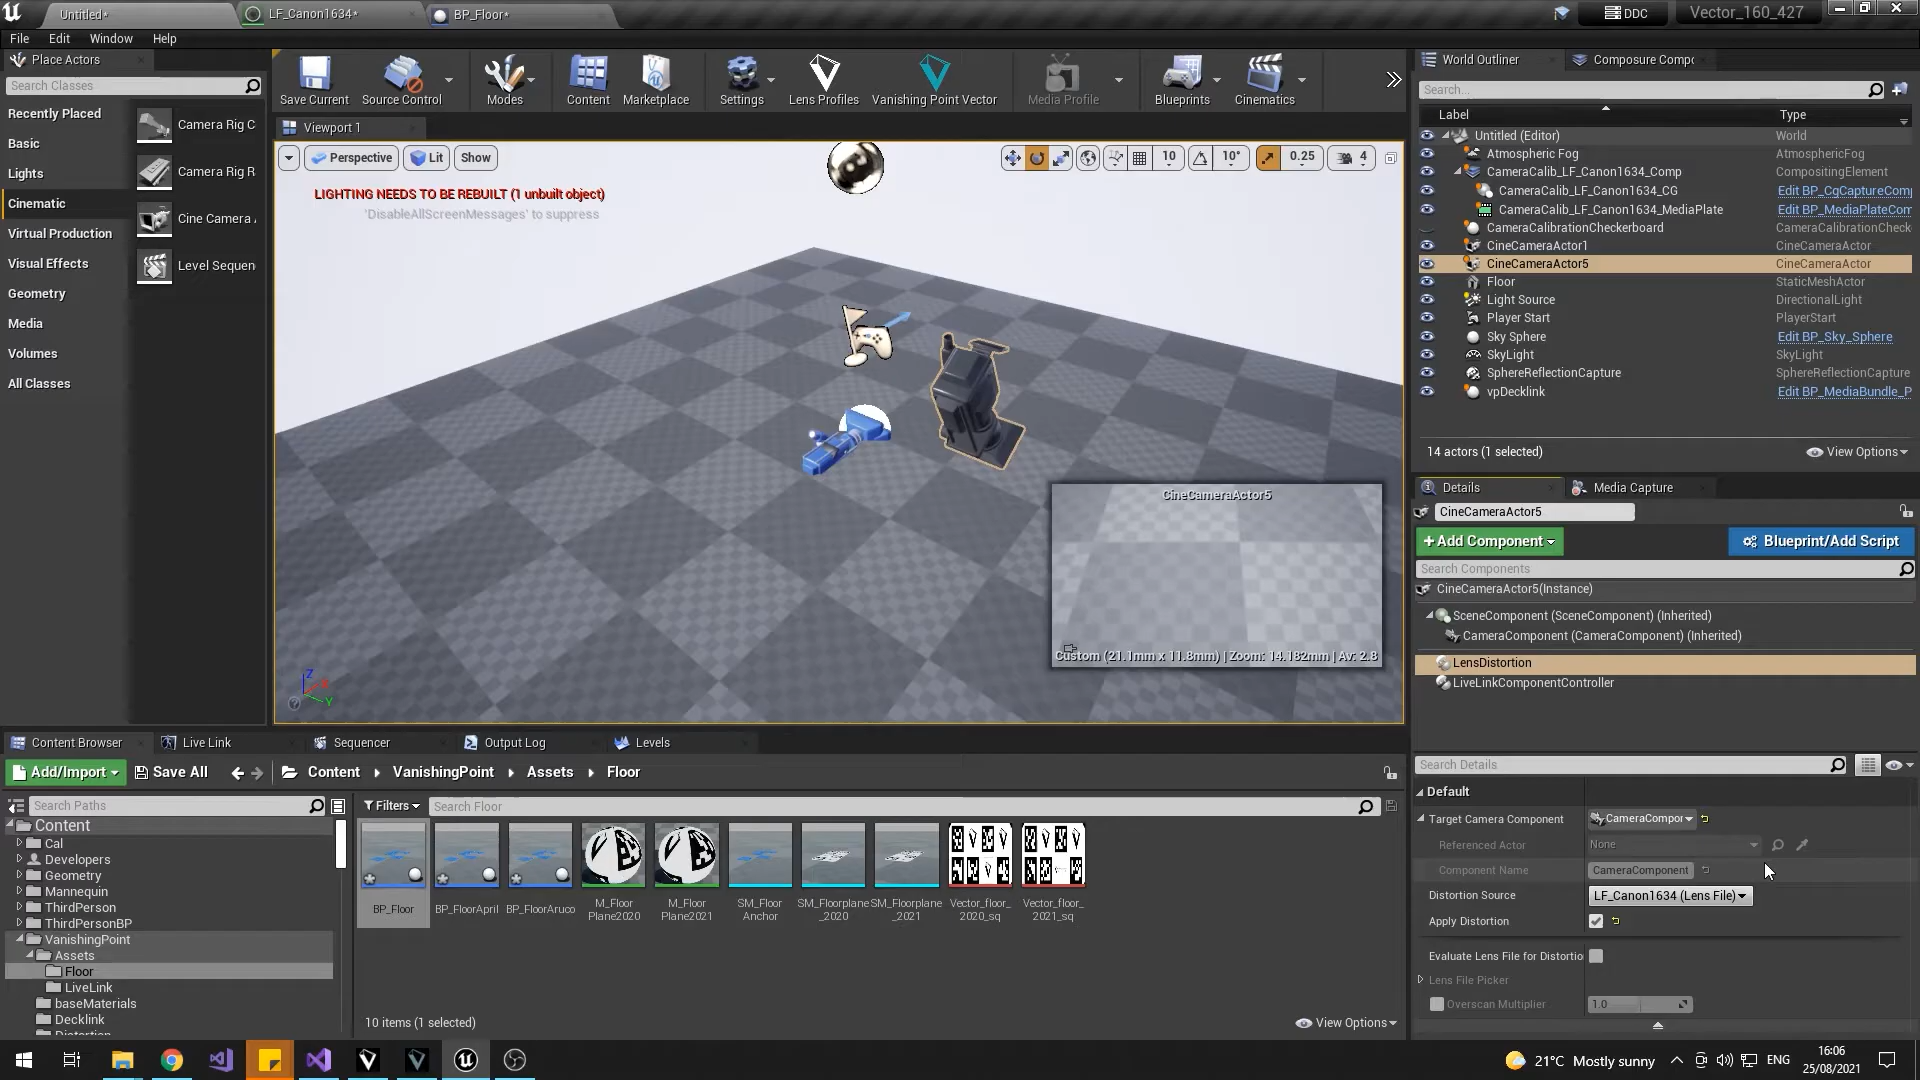 Untitled*
LF_Canon1634*
BP_Floor*
DDC
Vector_160_427
File
Edit
Window
Help
Place Actors
Search Classes
Recently Placed
Basic
Lights
Cinematic
Virtual Production
Visual Effects
Geometry
Media
Volumes
All Classes
Camera Rig C
Camera Rig R
Cine Camera
Level Sequen
Save Current
Source Control
Modes
Content
Marketplace
Settings
Lens Profiles
Vanishing Point Vector
Media Profile
Blueprints
Cinematics
Viewport 1
Perspective
Lit
Show
10
10°
0.25
4
LIGHTING NEEDS TO BE REBUILT (1 unbuilt object)
'DisableAllScreenMessages' to suppress
CineCameraActor5
Custom (21.1mm x 11.8mm) | Zoom: 14.182mm | Av: 2.8
Z
Y
World Outliner
Composure Compo
Search...
Label
Type
Untitled (Editor)
World
Atmospheric Fog
AtmosphericFog
CameraCalib_LF_Canon1634_Comp
CompositingElement
CameraCalib_LF_Canon1634_CG
Edit BP_CgCaptureComp
CameraCalib_LF_Canon1634_MediaPlate
Edit BP_MediaPlateCom
CameraCalibrationCheckerboard
CameraCalibrationCheck
CineCameraActor1
CineCameraActor
CineCameraActor5
CineCameraActor
Floor
StaticMeshActor
Light Source
DirectionalLight
Player Start
PlayerStart
Sky Sphere
Edit BP_Sky_Sphere
SkyLight
SkyLight
SphereReflectionCapture
SphereReflectionCapture
vpDecklink
Edit BP_MediaBundle_P
14 actors (1 selected)
View Options
Details
Media Capture
CineCameraActor5
+ Add Component
Blueprint/Add Script
Search Components
CineCameraActor5(Instance)
SceneComponent (SceneComponent) (Inherited)
CameraComponent (CameraComponent) (Inherited)
LensDistortion
LiveLinkComponentController
Search Details
Default
Target Camera Component
CameraCompor
Referenced Actor
None
Component Name
CameraComponent
Distortion Source
LF_Canon1634 (Lens File)
Apply Distortion
Evaluate Lens File for Distortio
Lens File Picker
Overscan Multiplier
1.0
Content Browser
Live Link
Sequencer
Output Log
Levels
Add/Import
Save All
Content
VanishingPoint
Assets
Floor
Search Paths
Filters
Search Floor
Content
Cal
Developers
Geometry
Mannequin
ThirdPerson
ThirdPersonBP
VanishingPoint
Assets
Floor
LiveLink
baseMaterials
Decklink
Distortion
BP_Floor
BP_FloorApril
BP_FloorAruco
M_Floor
Plane2020
M_Floor
Plane2021
SM_Floor
Anchor
SM_Floorplane
_2020
SM_Floorplane
_2021
Vector_floor_
2020_sq
Vector_floor_
2021_sq
10 items (1 selected)
View Options
21°C Mostly sunny
ENG
16:06
25/08/2021